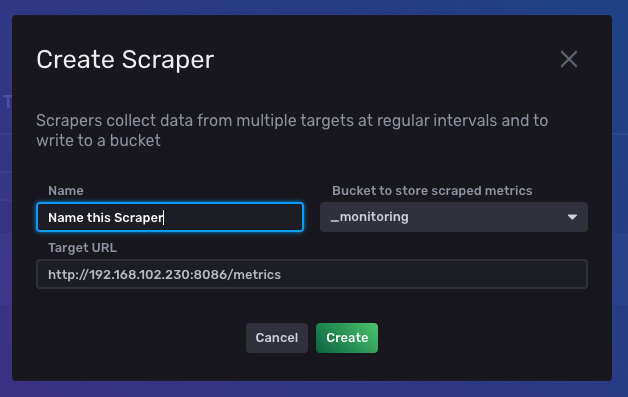 Create Scraper
Scrapers collect data from multiple targets at regular intervals and to
write to a bucket
Name
Bucket to store scraped metrics
Name this Scraper
_monitoring
Target URL
http://192.168.102.230:8086/metrics
Cancel
Create